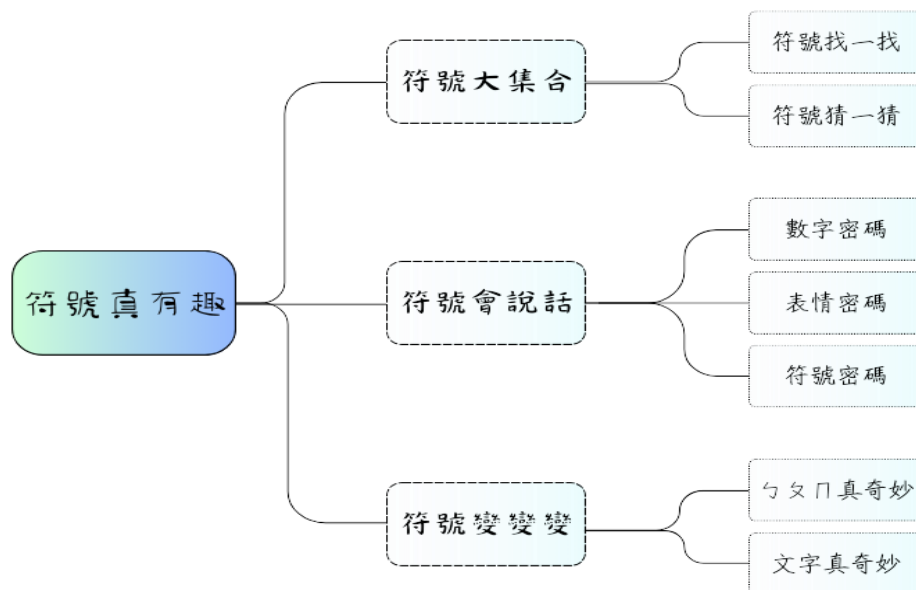 符號真有趣
符號大集合
符號找一找
符號猜一猜
符號會說話
數字密碼
表情密碼
符號密碼
符號變變變
ㄅㄆㄇ真奇妙
文字真奇妙